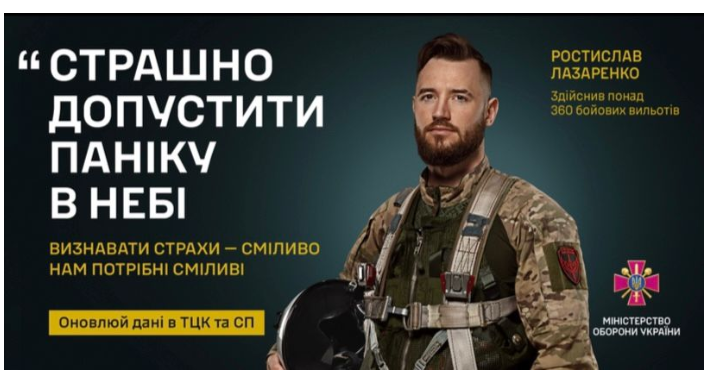 “СТРАШНО
ДОПУСТИТИ
ПАНІКУ
В НЕБІ
ВИЗНАВАТИ СТРАХИ — СМІЛИВО
НАМ ПОТРІБНІ СМІЛИВІ
Оновлюй дані в ТЦК та СП
РОСТИСЛАВ
ЛАЗАРЕНКО
Здійснив понад
360 бойових вильотів
МІНІСТЕРСТВО
ОБОРОНИ УКРАЇНИ